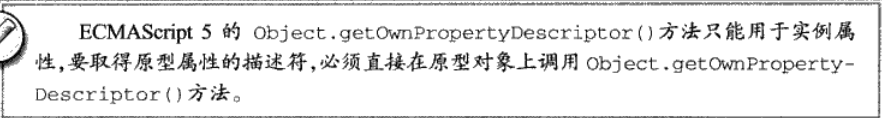 ECMAScript 5 的 Object.getOwnPropertyDescriptor()方法只能用于实例属
性,要取得原型属性的描述符,必须直接在原型对象上调用 Object.getOwnProperty-
Descriptor()方法。